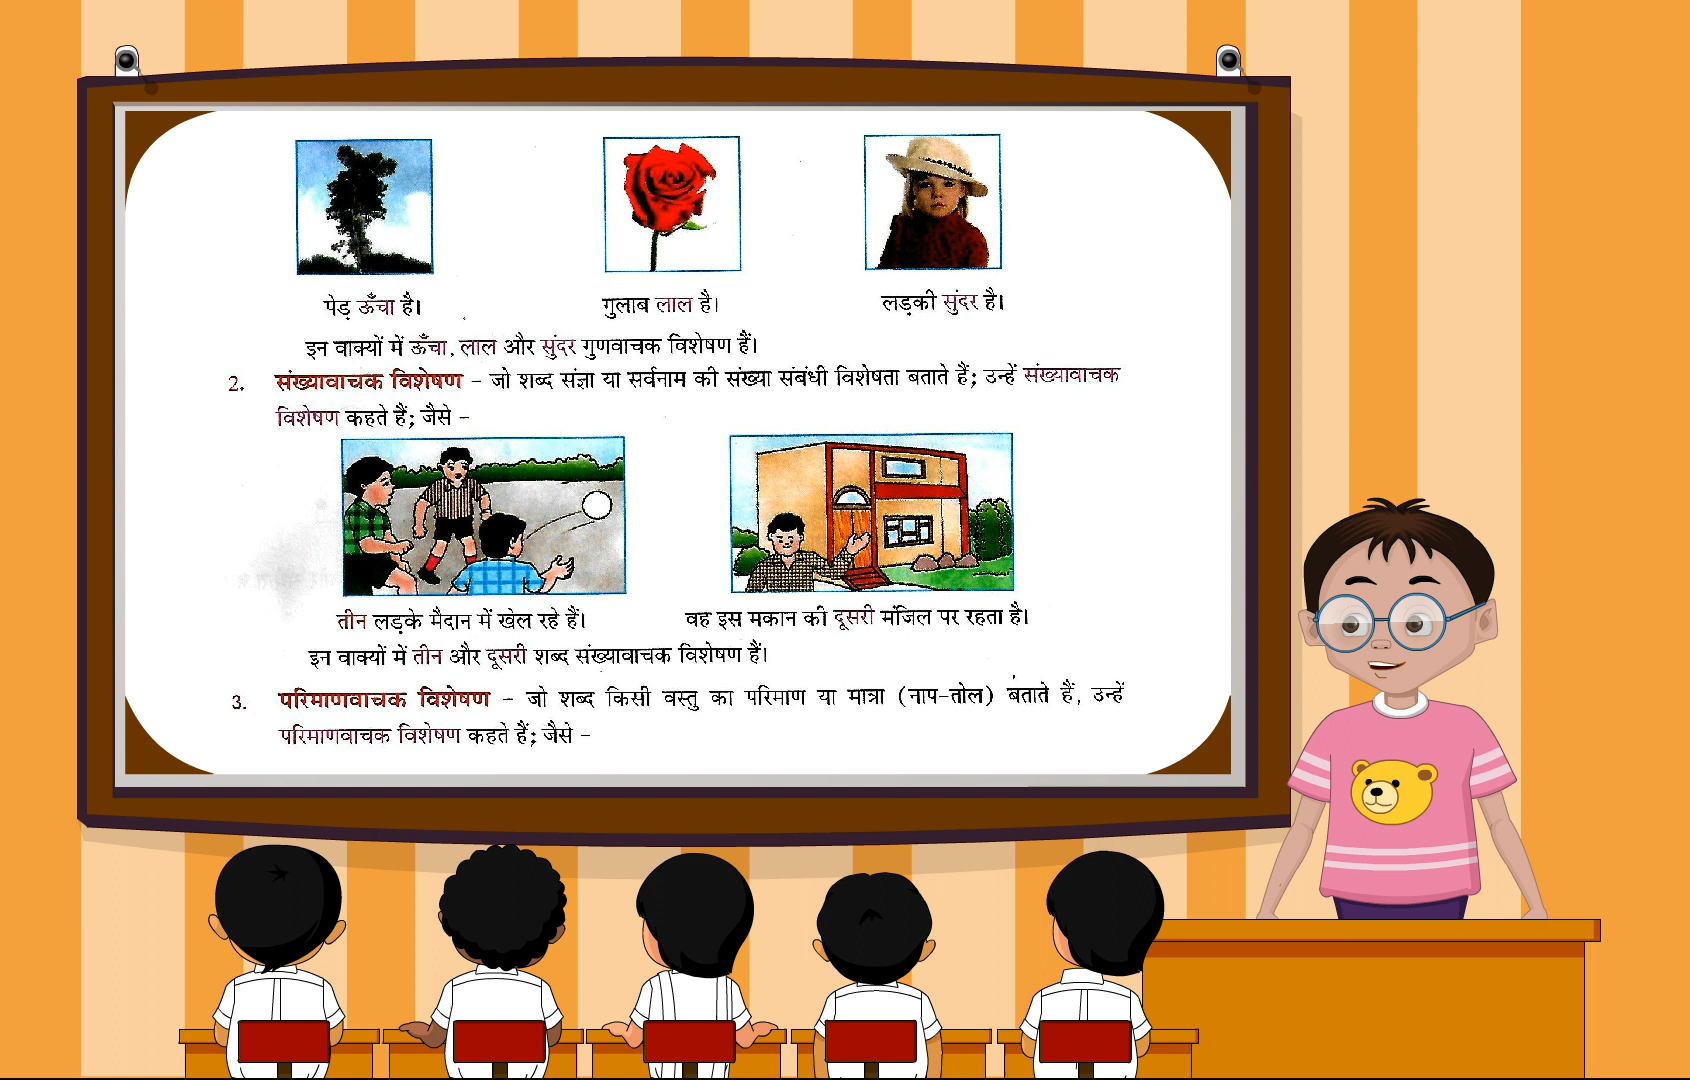 पेड़ ऊँचा है। गुलाब लाल है। लड़की सुंदर है।
इन वाक्यों में ऊँचा, लाल और सुंदर गुणवाचक विशेषण हैं।
2. संख्यावाचक विशेषण – जो शब्द संज्ञा या सर्वनाम की संख्या संबंधी विशेषता बताते हैं; उन्हें संख्यावाचक
विशेषण कहते हैं; जैसे –
तीन लड़के मैदान में खेल रहे हैं। वह इस मकान की दूसरी मंजिल पर रहता है।
इन वाक्यों में तीन और दूसरी शब्द संख्यावाचक विशेषण हैं।
3. परिमाणवाचक विशेषण – जो शब्द किसी वस्तु का परिमाण या मात्रा (नाप-तोल) बताते हैं, उन्हें
परिमाणवाचक विशेषण कहते हैं; जैसे –